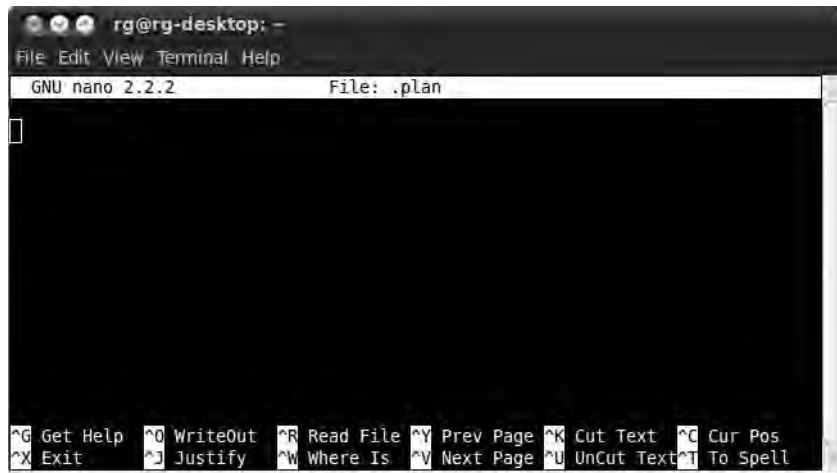 rg@rg-desktop: ~
File Edit View Terminal Help
GNU nano 2.2.2 File: .plan
^G Get Help ^O WriteOut ^R Read File ^Y Prev Page ^K Cut Text ^C Cur Pos
^X Exit ^J Justify ^W Where Is ^V Next Page ^U UnCut Text ^T To Spell